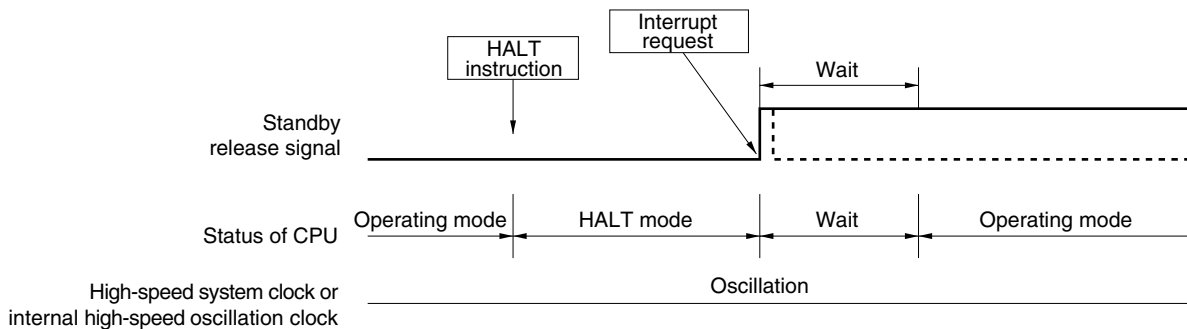 Interrupt
request
HALT
instruction
Wait
Standby
release signal
Status of CPU
Operating mode
HALT mode
Wait
Operating mode
High-speed system clock or
internal high-speed oscillation clock
Oscillation